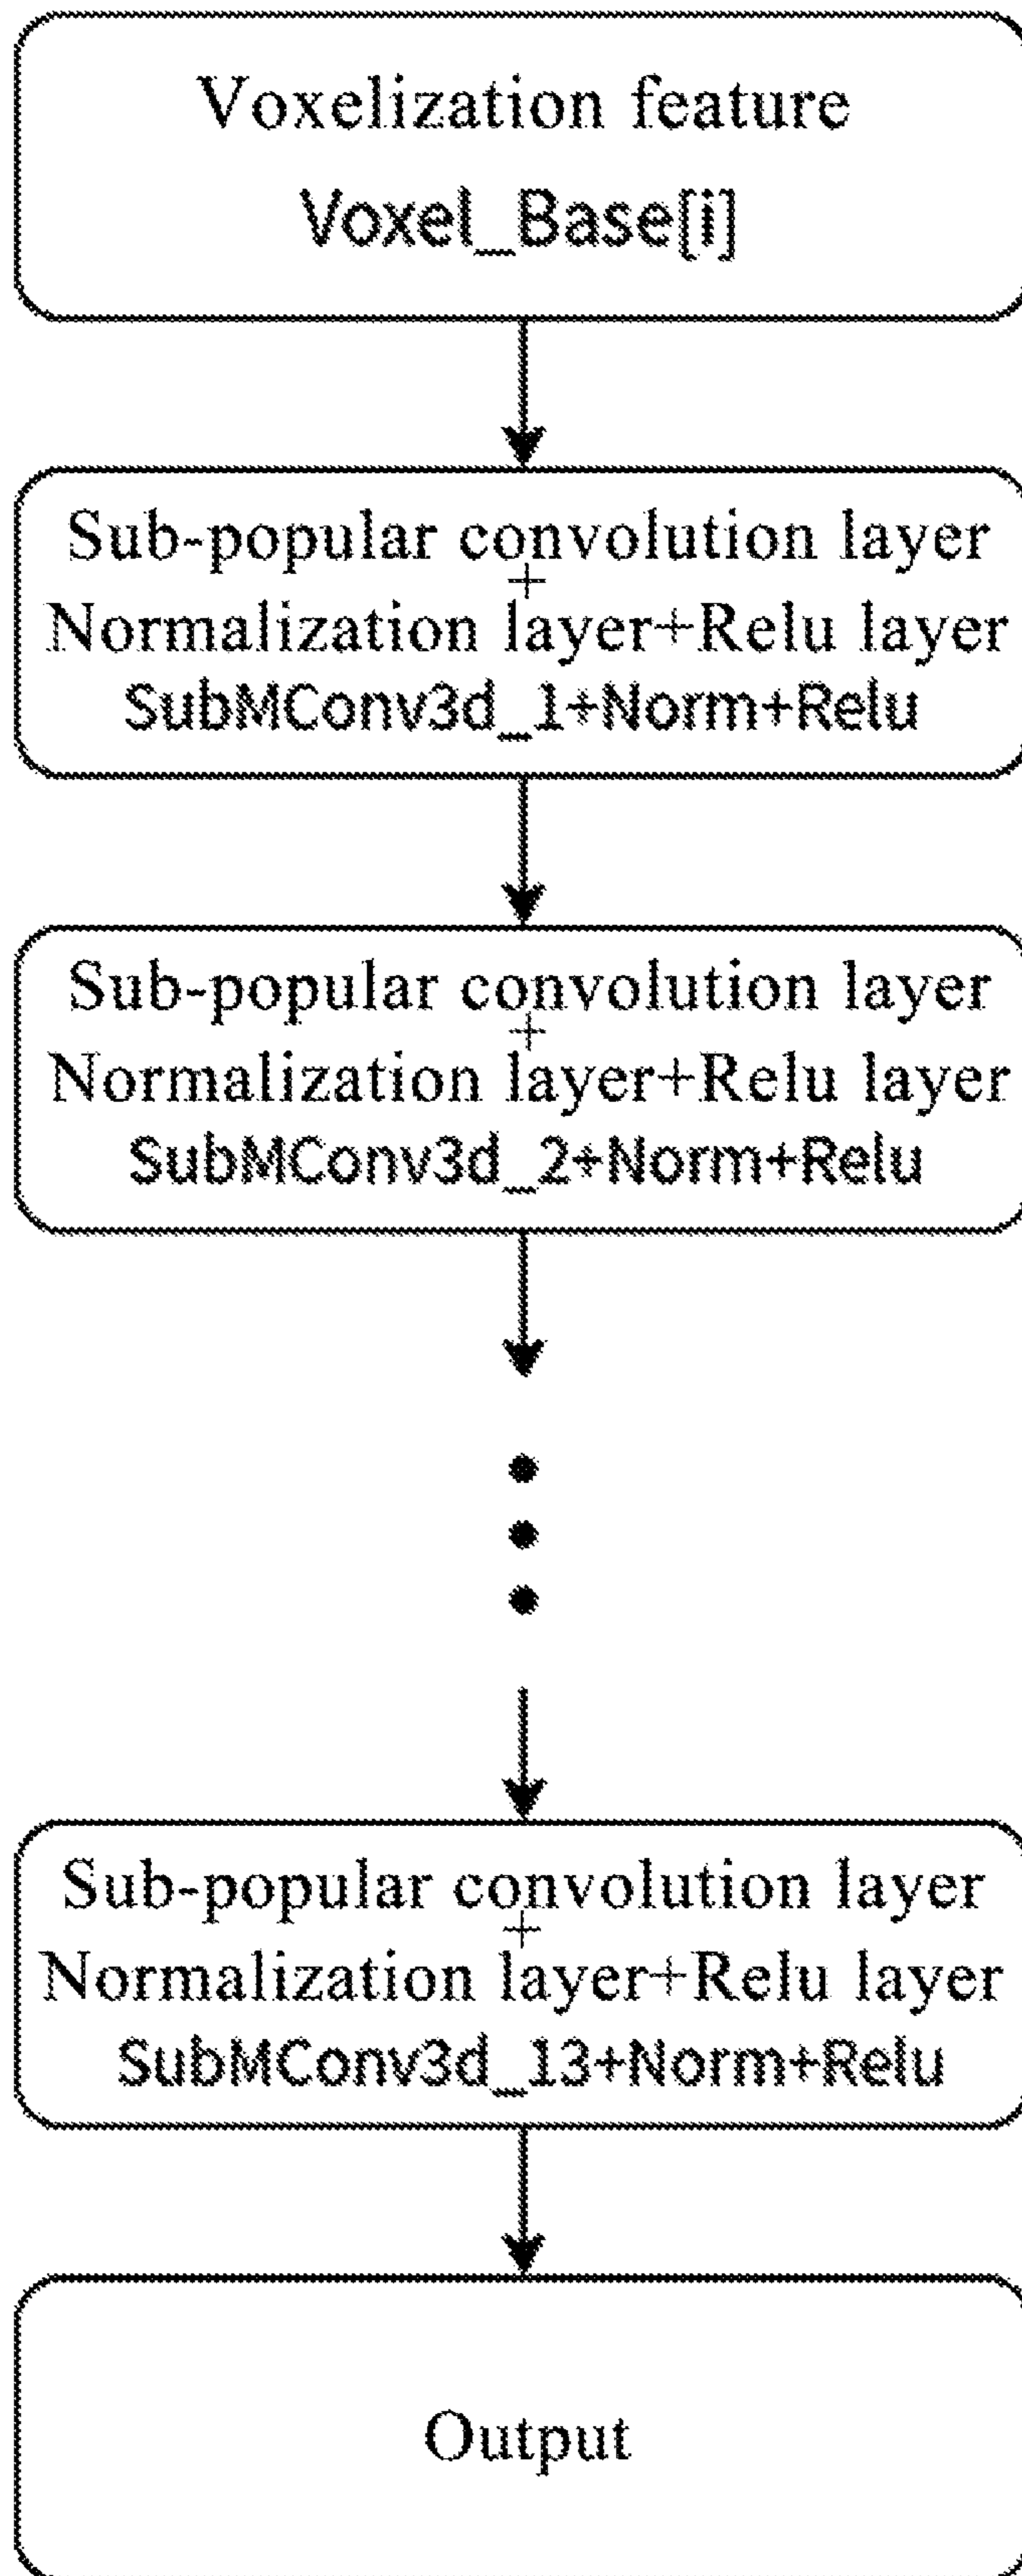 Voxelization feature
Voxel_Base[i]
Sub-popular convolution layer
+
Normalization layer+Relu layer
SubMConv3d_1+Norm+Relu
Sub-popular convolution layer
+
Normalization layer+Relu layer
SubMConv3d_2+Norm+Relu
Sub-popular convolution layer
+
Normalization layer+Relu layer
SubMConv3d_13+Norm+Relu
Output